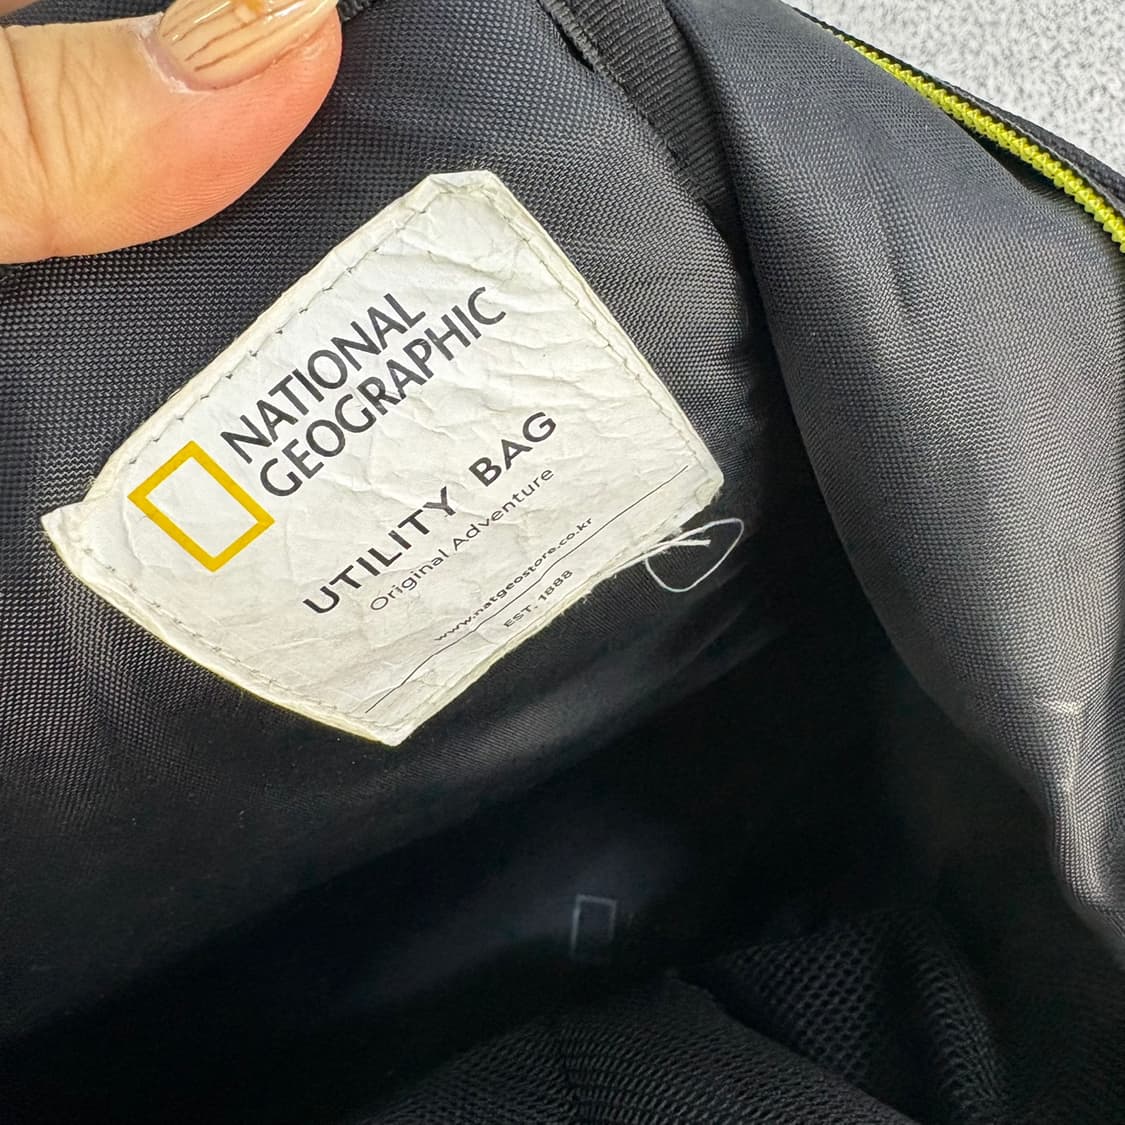 NATIONAL
GEOGRAPHIC
UTILITY BAG
Original Adventure
www.natgeostore.co.kr
EST. 1888